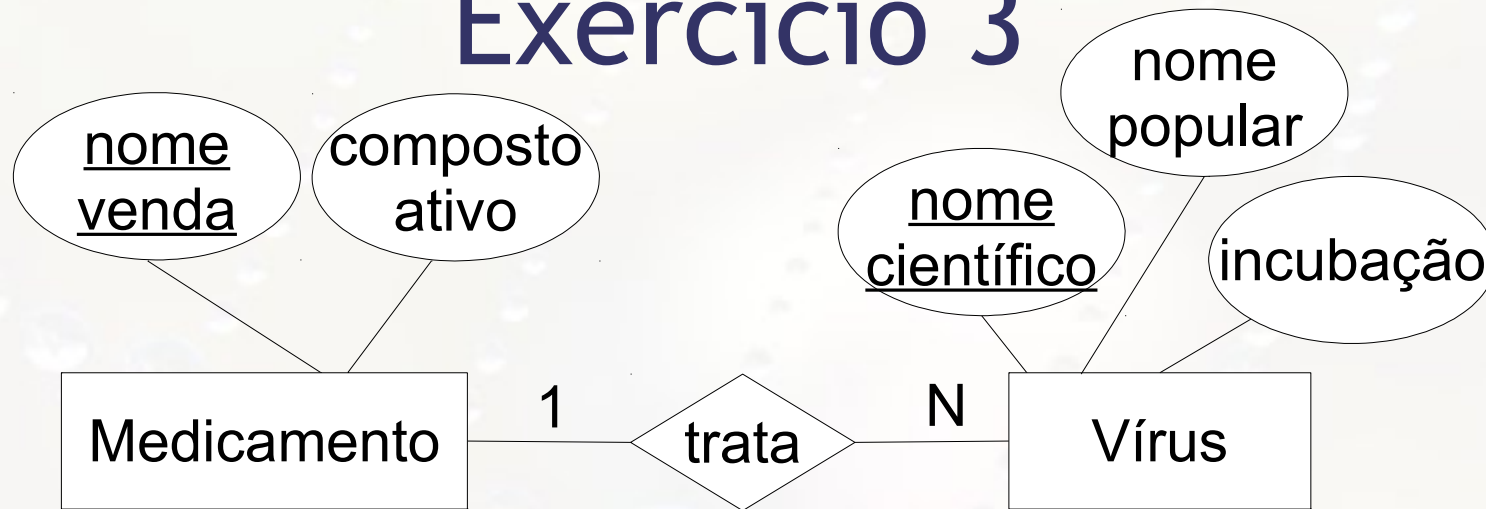 Exercício 3
nome
venda
composto
ativo
nome
popular
nome
científico
incubação
Medicamento
1
trata
N
Vírus